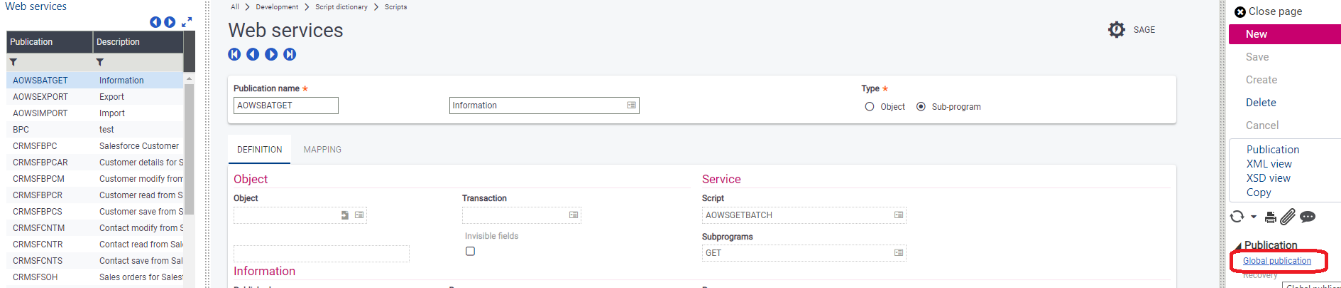 Web services
Publication Description
AOWSBATGET Information
AOWSEXPORT Export
AOWSIMPORT Import
BPC test
CRMSFBPC Salesforce Customer
CRMSFBPCAR Customer details for S
CRMSFBPCM Customer modify from
CRMSFBPCR Customer read from Sal
CRMSFBPCS Customer save from Sal
CRMSFCNTM Contact modify from S
CRMSFCNTR Contact read from Sale
CRMSFCNTS Contact save from Sal
CRMSFSOH Sales orders for Sales
All > Development > Script dictionary > Scripts
Web services
SAGE
Publication name *
Type *
AOWSBATGET Information
Object Sub-program
DEFINITION MAPPING
Object
Service
Object Transaction Script
AOWSGETBATCH
Invisible fields
Subprograms
GET
Information
Close page
New
Save
Create
Delete
Cancel
Publication
XML view
XSD view
Copy
Publication
Global publication
Recovery